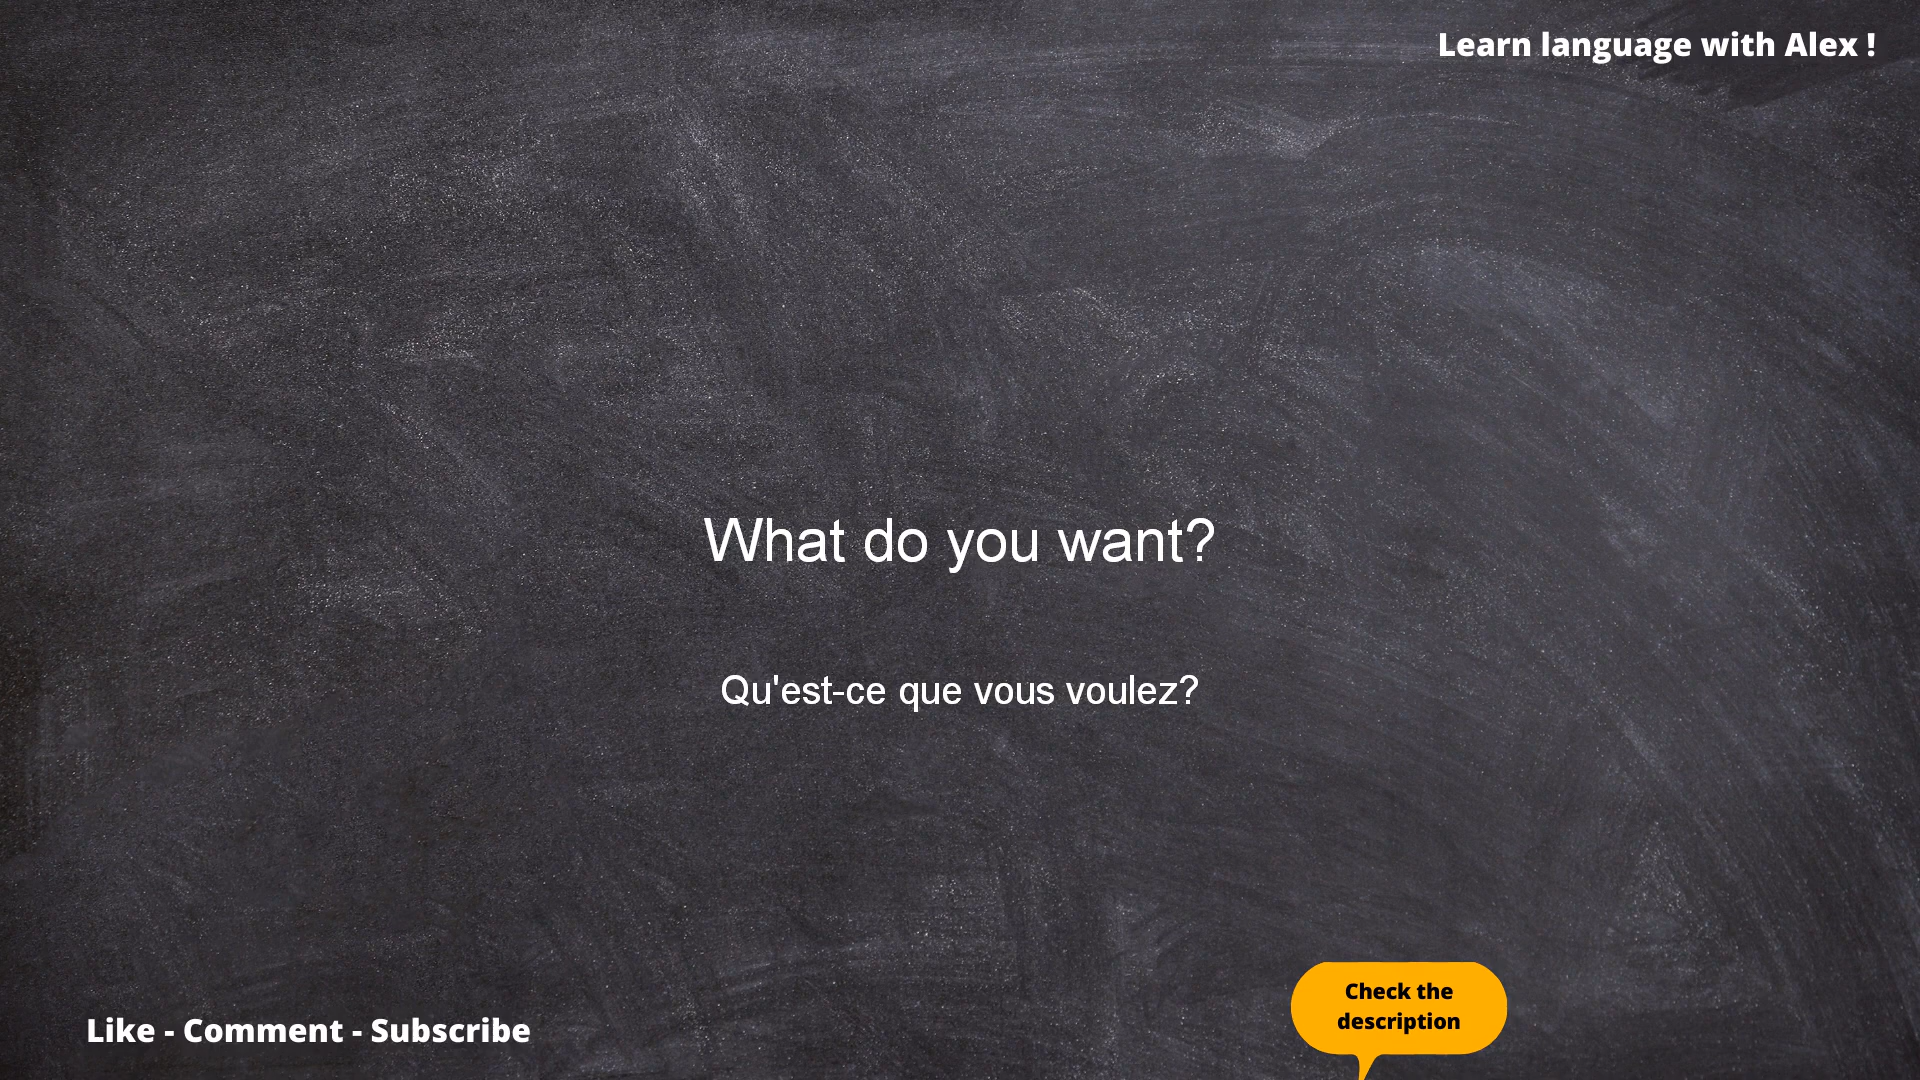 Learn language with Alex !
What do you want?
Qu'est-ce que vous voulez?
Like - Comment - Subscribe
Check the
description